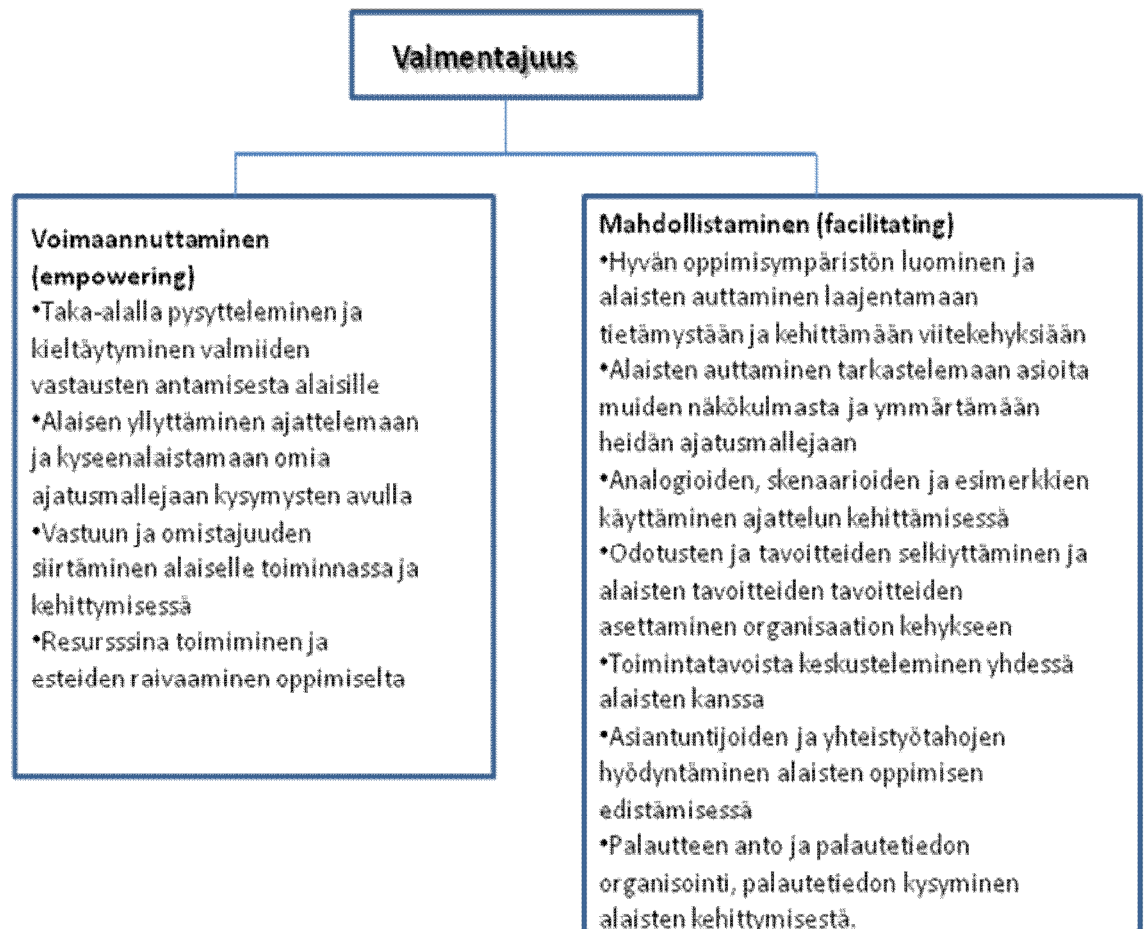 Valmentajuus
Voimaannuttaminen
(empowering)
•Taka-alalla pysytteleminen ja
kieltäytyminen valmiiden
vastausten antamisesta alaisille
•Alaisen yllyttäminen ajattelemaan
ja kyseenalaistamaan omia
ajatusmallejaan kysymysten avulla
•Vastuun ja omistajuuden
siirtäminen alaiselle toiminnassa ja
kehittymisessä
•Resursssina toimiminen ja
esteiden raivaaminen oppimiselta
Mahdollistaminen (facilitating)
•Hyvän oppimisympäristön luominen ja
alaisten auttaminen laajentamaan
tietämystään ja kehittämään viitekehyksiään
•Alaisten auttaminen tarkastelemaan asioita
muiden näkökulmasta ja ymmärtämään
heidän ajatusmallejaan
•Analogioiden, skenaarioiden ja esimerkkien
käyttäminen ajattelun kehittämisessä
•Odotusten ja tavoitteiden selkiyttäminen ja
alaisten tavoitteiden tavoitteiden
asettaminen organisaation kehykseen
•Toimintatavoista keskusteleminen yhdessä
alaisten kanssa
•Asiantuntijoiden ja yhteistyötahojen
hyödyntäminen alaisten oppimisen
edistämisessä
•Palautteen anto ja palautetiedon
organisointi, palautetiedon kysyminen
alaisten kehittymisestä.